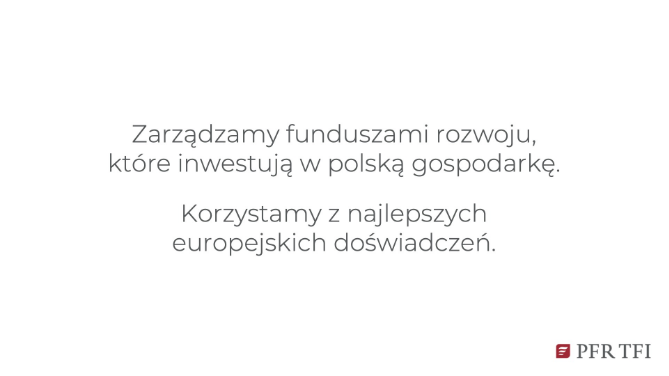 Zarządzamy funduszami rozwoju,
które inwestują w polską gospodarkę.
Korzystamy z najlepszych
europejskich doświadczeń.
PFR TFI